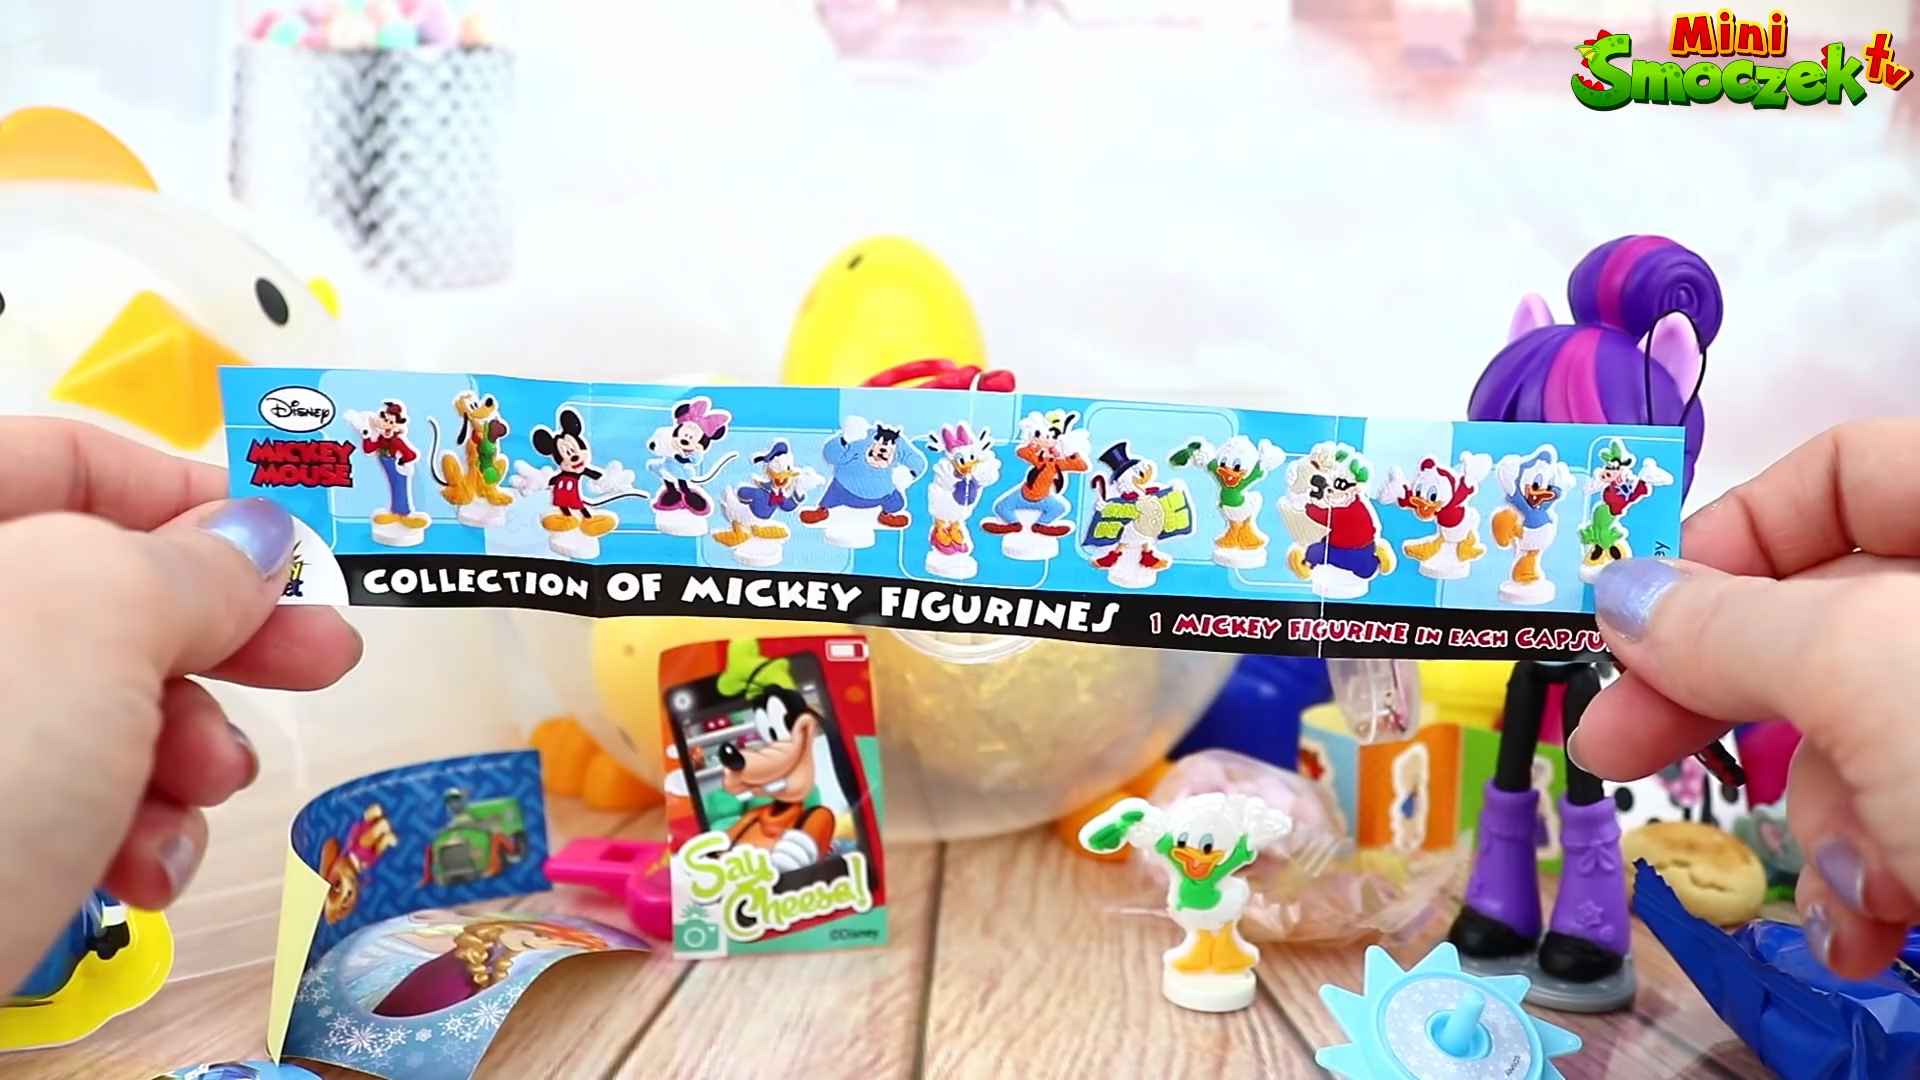 Mini
Smoczek tv
Disney
MICKEY
MOUSE
COLLECTION OF MICKEY FIGURINES
1 MICKEY FIGURINE IN EACH CAPSU
Say
Cheese!
©Disney